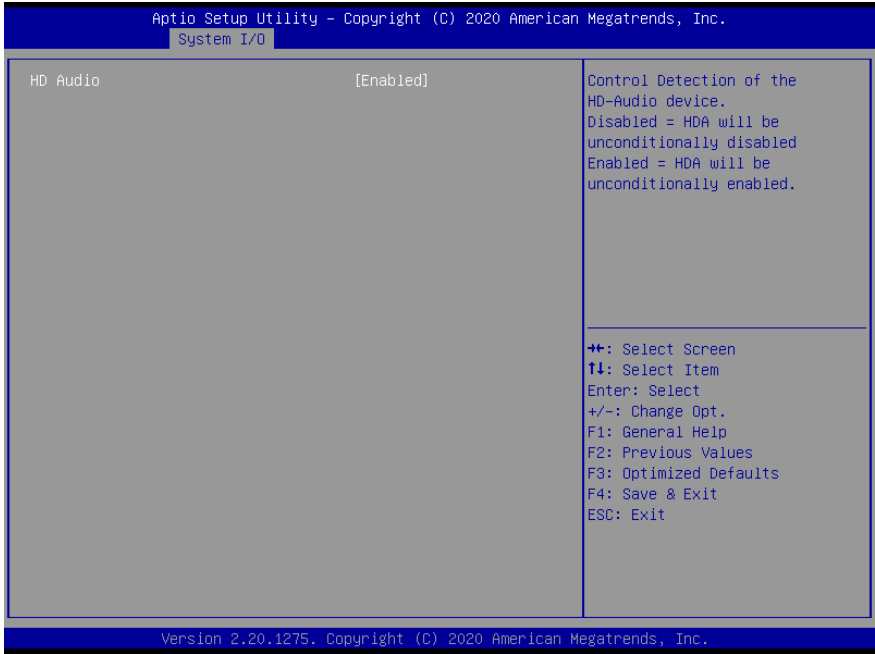 Aptio Setup Utility – Copyright (C) 2020 American Megatrends, Inc.
System I/O
HD Audio [Enabled]
Control Detection of the
HD-Audio device.
Disabled = HDA will be
unconditionally disabled
Enabled = HDA will be
unconditionally enabled.
→←: Select Screen
↑↓: Select Item
Enter: Select
+/-: Change Opt.
F1: General Help
F2: Previous Values
F3: Optimized Defaults
F4: Save & Exit
ESC: Exit
Version 2.20.1275. Copyright (C) 2020 American Megatrends, Inc.